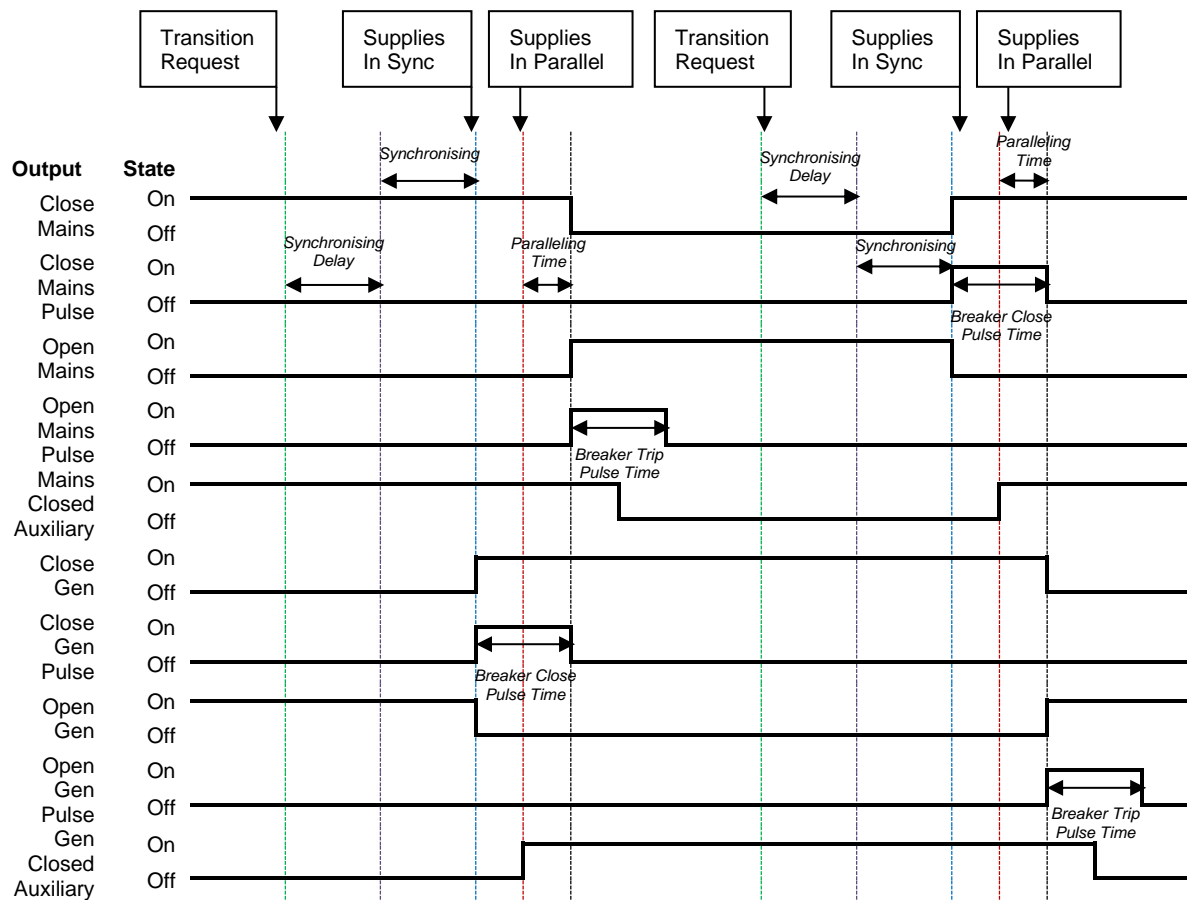 Transition
Request
Supplies
In Sync
Supplies
In Parallel
Transition
Request
Supplies
In Sync
Supplies
In Parallel
Output
State
Synchronising
Synchronising
Delay
Paralleling
Time
Close
Mains
On
Off
Synchronising
Delay
Paralleling
Time
Synchronising
Close
Mains
Pulse
On
Off
Breaker Close
Pulse Time
Open
Mains
On
Off
Open
Mains
Pulse
On
Off
Breaker Trip
Pulse Time
Mains
Closed
Auxiliary
On
Off
Close
Gen
On
Off
Close
Gen
Pulse
On
Off
Breaker Close
Pulse Time
Open
Gen
On
Off
Open
Gen
Pulse
On
Off
Breaker Trip
Pulse Time
Gen
Closed
Auxiliary
On
Off